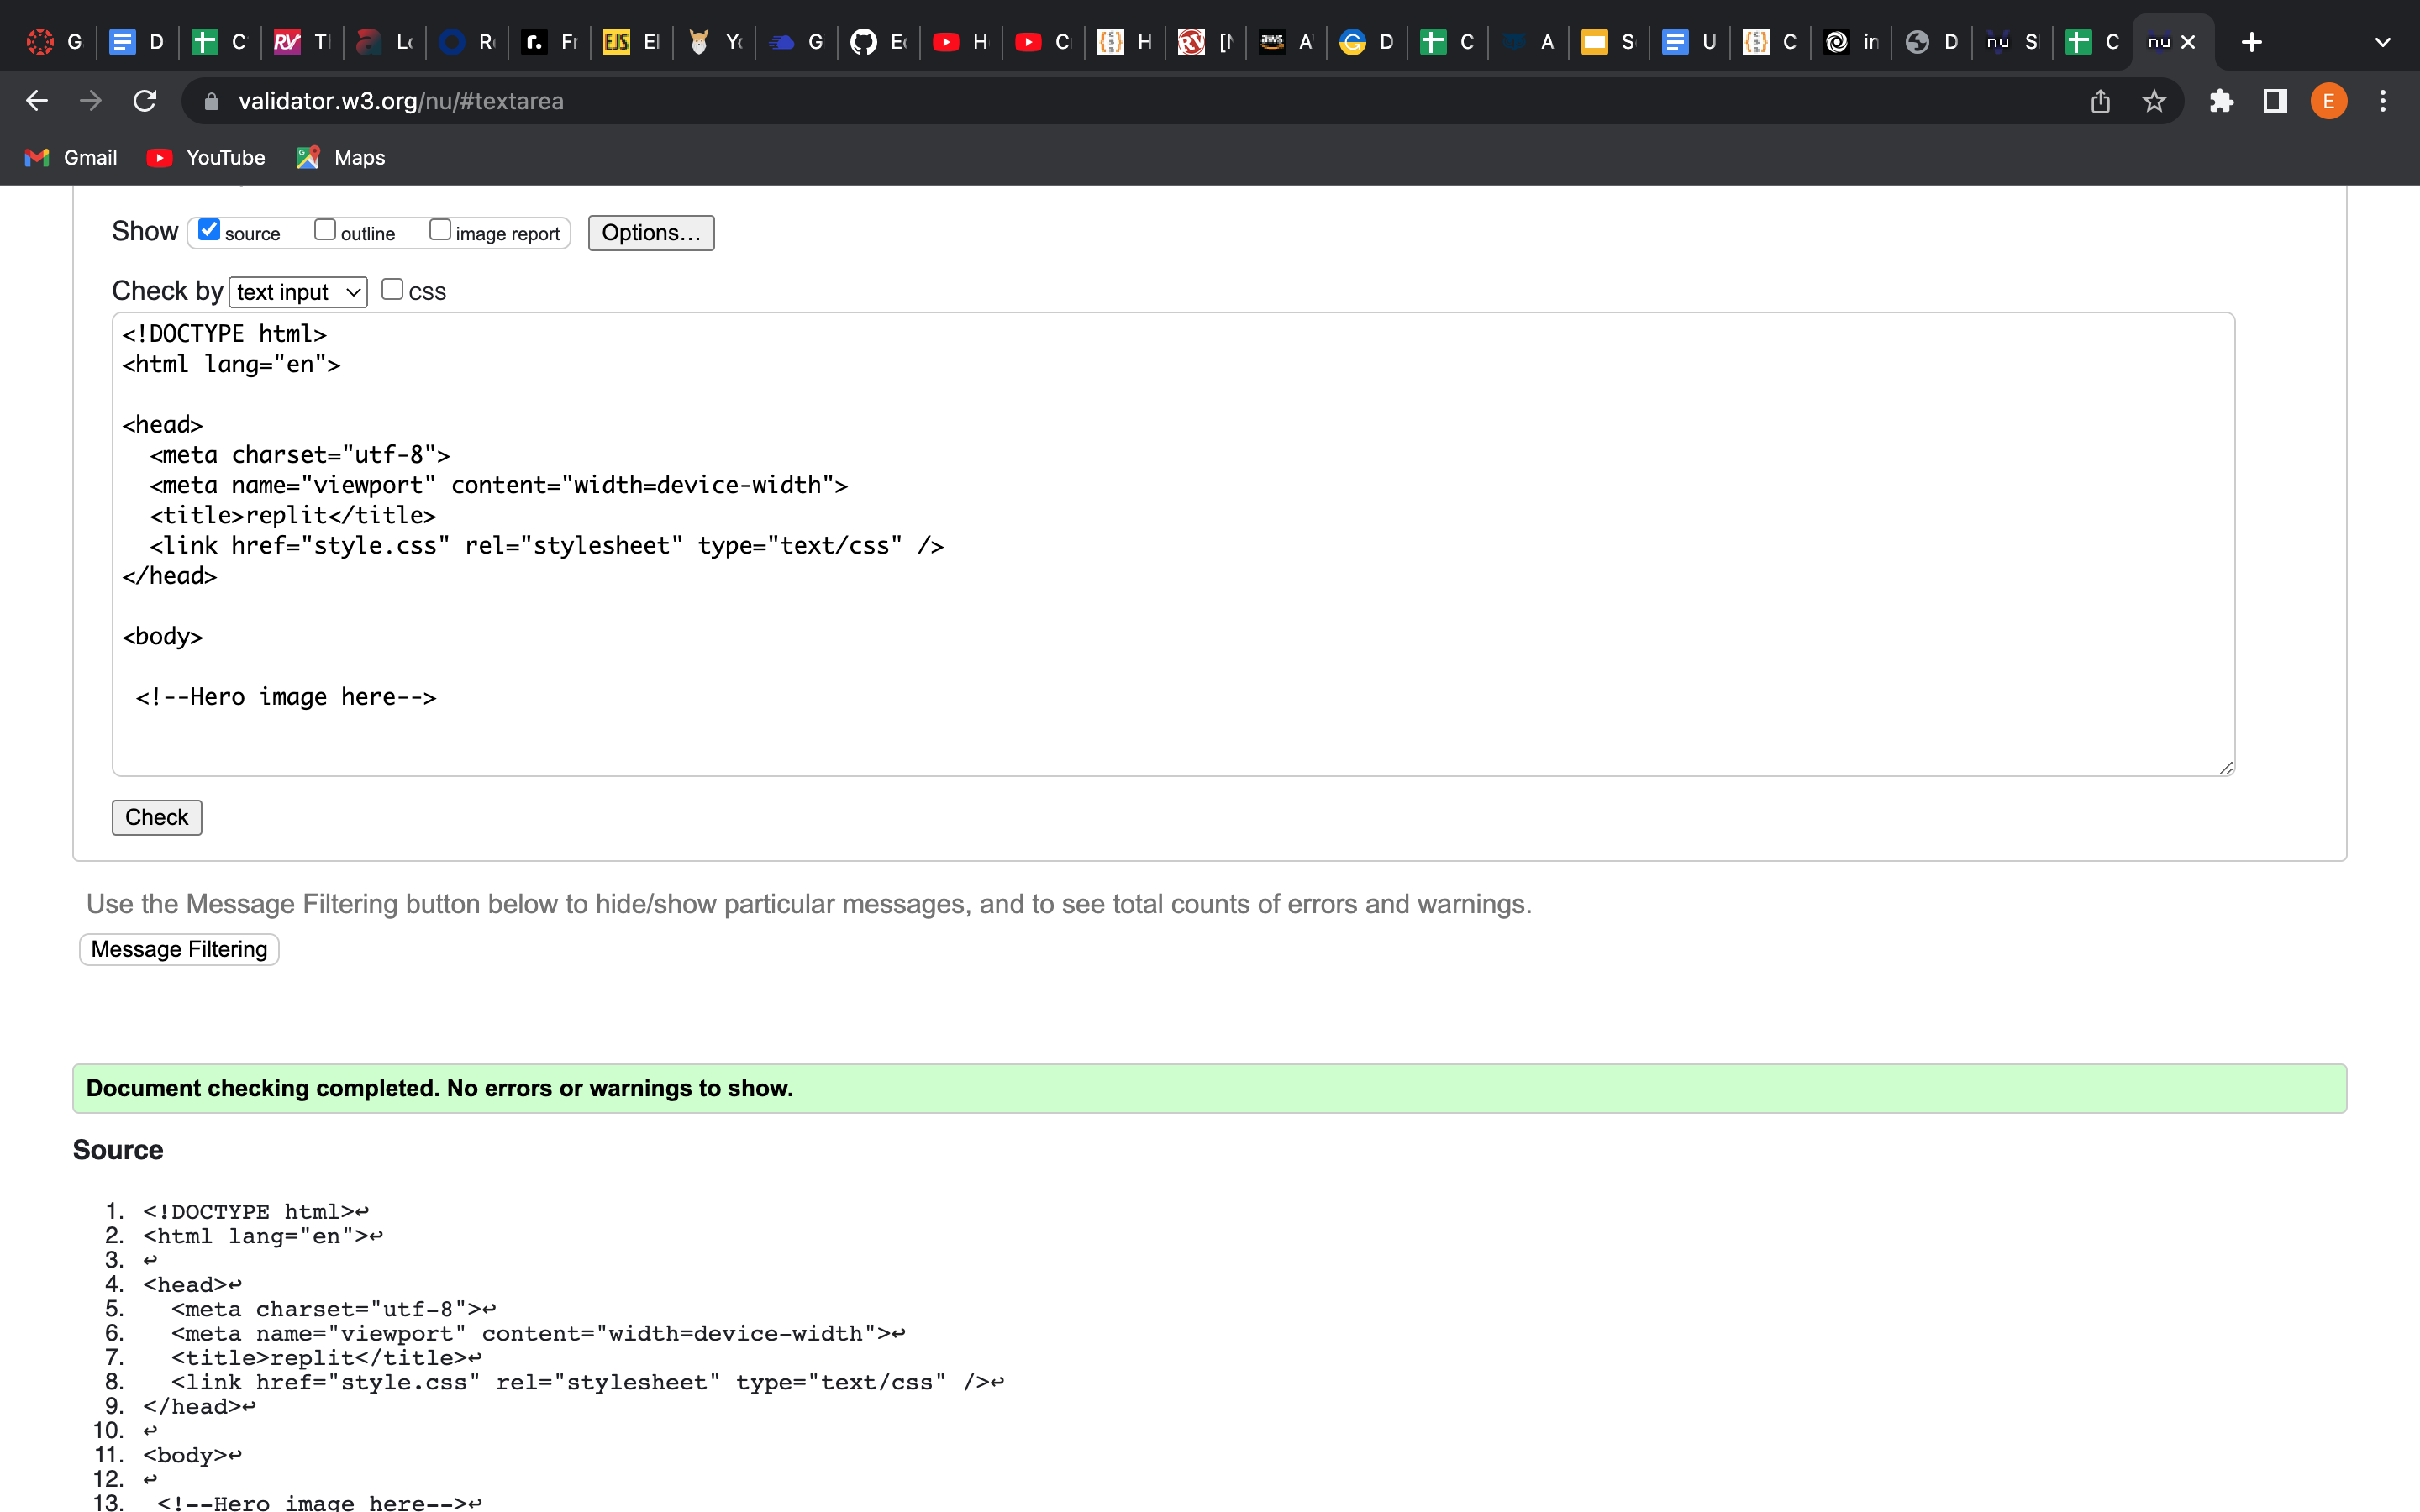 G D C RV Tl Lo R r. Fr EJS El Yo G Ec H C H [N aws A D C A S U C in D nu S C nu
validator.w3.org/nu/#textarea E
Gmail YouTube Maps
Show source outline image report Options...
Check by text input CSS
<!DOCTYPE html>
<html lang="en">
<head>
<meta charset="utf-8">
<meta name="viewport" content="width=device-width">
<title>replit</title>
<link href="style.css" rel="stylesheet" type="text/css" />
</head>
<body>
<!--Hero image here-->
Check
Use the Message Filtering button below to hide/show particular messages, and to see total counts of errors and warnings.
Message Filtering
Document checking completed. No errors or warnings to show.
Source
1. <!DOCTYPE html>↩
2. <html lang="en">↩
3. ↩
4. <head>↩
5. <meta charset="utf-8">↩
6. <meta name="viewport" content="width=device-width">↩
7. <title>replit</title>↩
8. <link href="style.css" rel="stylesheet" type="text/css" />↩
9. </head>↩
10. ↩
11. <body>↩
12. ↩
13. <!--Hero image here-->↩